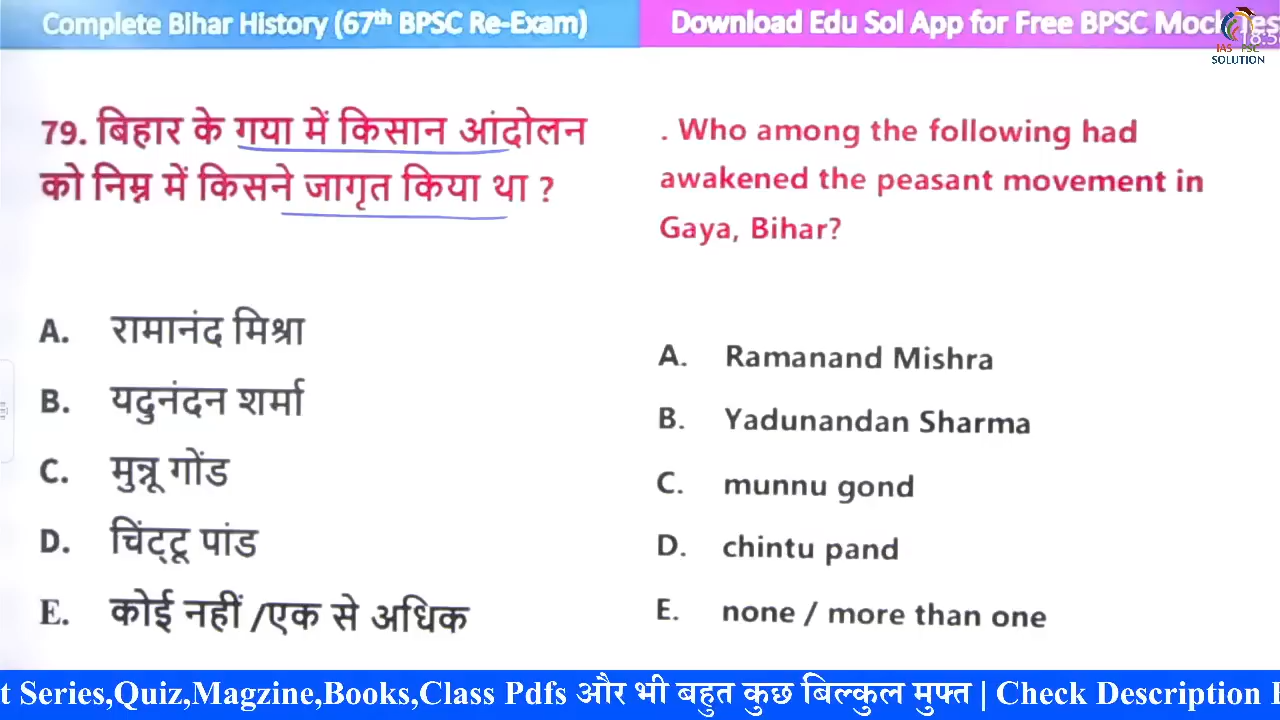 Complete Bihar History (67th BPSC Re-Exam)
Download Edu Sol App for Free BPSC Moc
18:5
IAS PSC
SOLUTION
79. बिहार के गया में किसान आंदोलन
को निम्न में किसने जागृत किया था ?
A. रामानंद मिश्रा
B. यदुनंदन शर्मा
C. मुन्नू गोंड
D. चिंट्टू पांड
E. कोई नहीं /एक से अधिक
. Who among the following had
awakened the peasant movement in
Gaya, Bihar?
A. Ramanand Mishra
B. Yadunandan Sharma
C. munnu gond
D. chintu pand
E. none / more than one
t Series,Quiz,Magzine,Books,Class Pdfs और भी बहुत कुछ बिल्कुल मुफ्त | Check Description